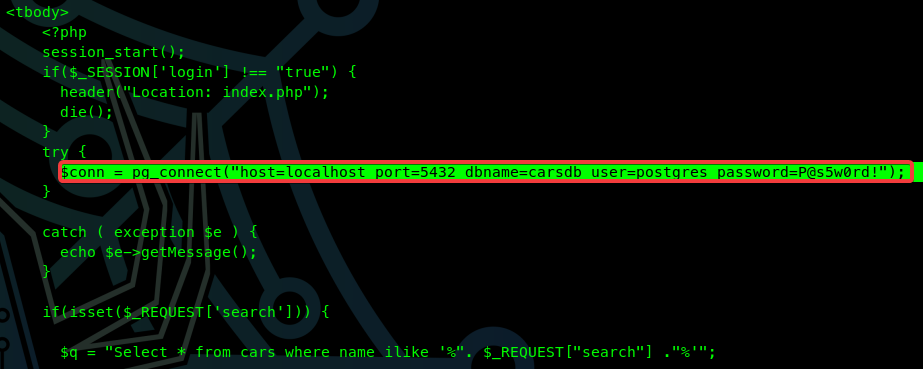 <tbody>
<?php
session_start();
if($_SESSION['login'] !== "true") {
header("Location: index.php");
die();
}
try {
$conn = pg_connect("host=localhost port=5432 dbname=carsdb user=postgres password=P@s5w0rd!");
}
catch ( exception $e ) {
echo $e->getMessage();
}
if(isset($_REQUEST['search'])) {
$q = "Select * from cars where name ilike '%". $_REQUEST["search"] ."%'";